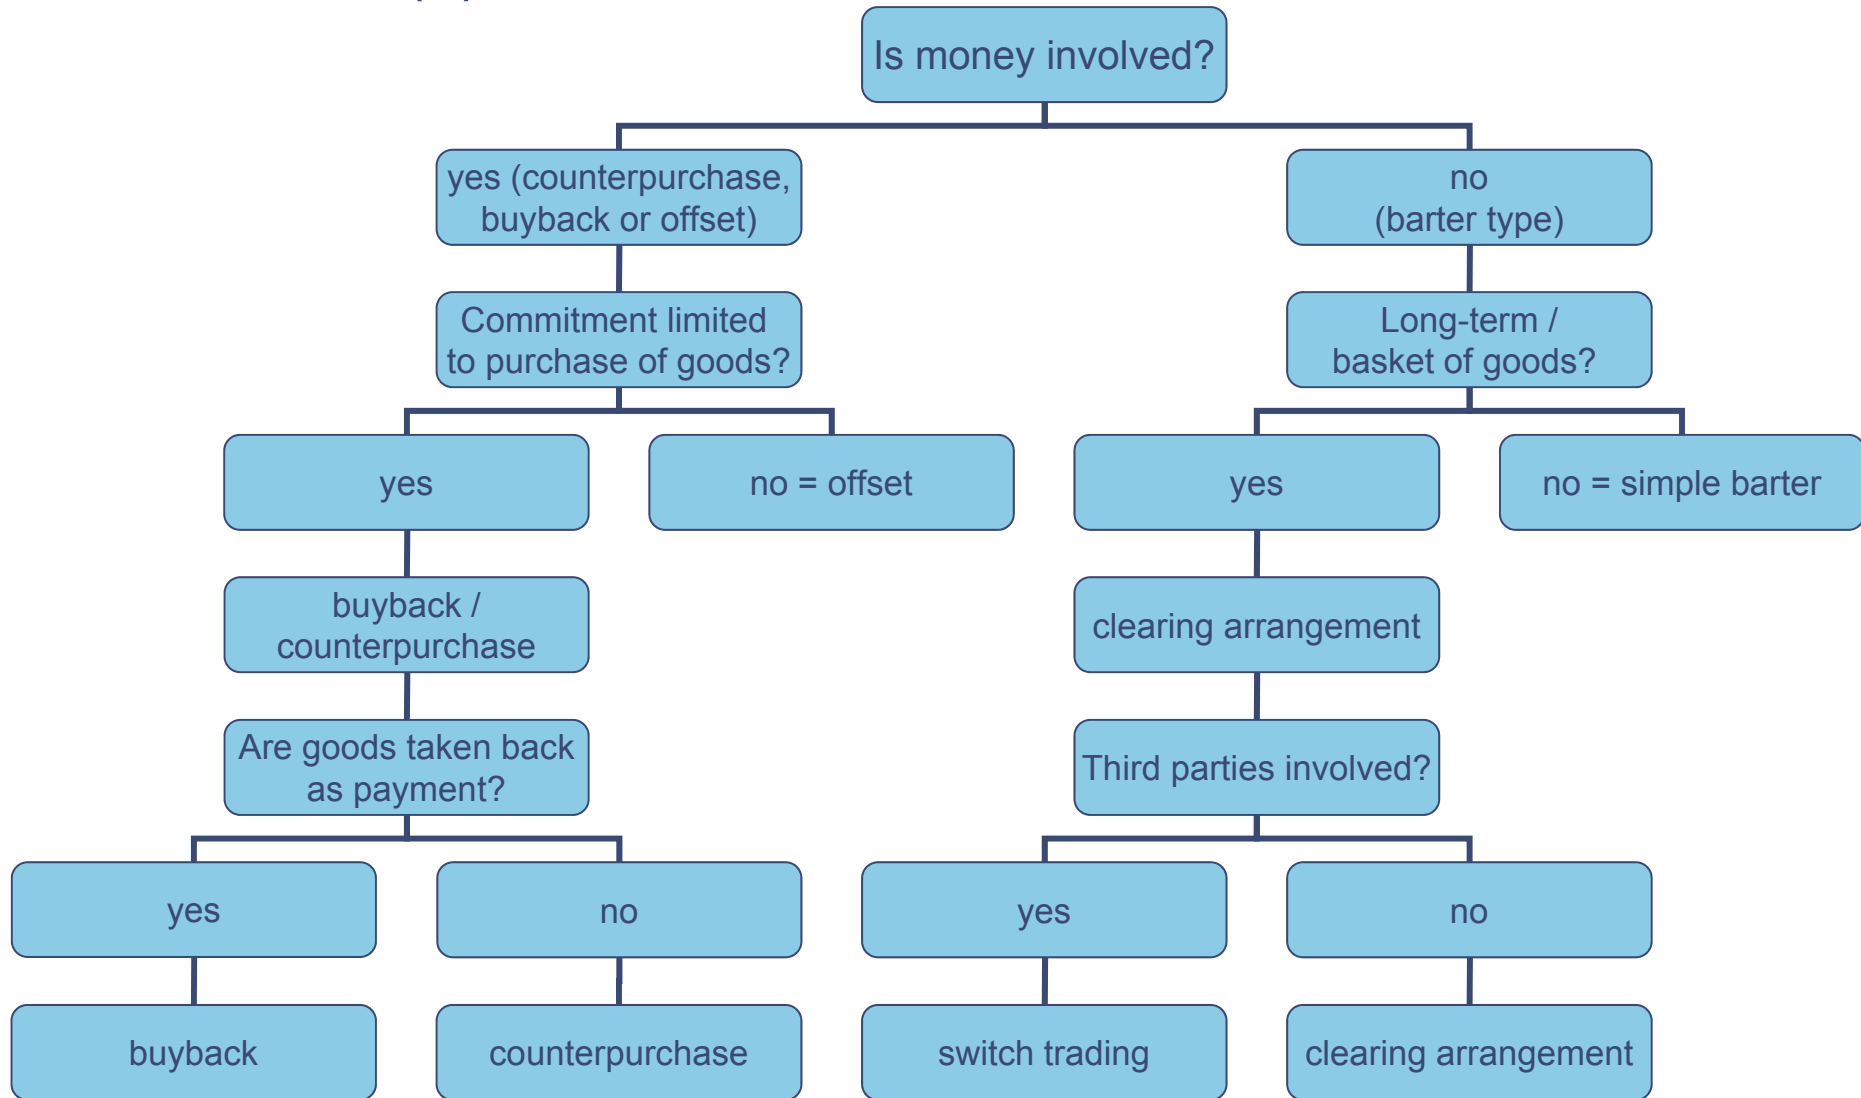 Is money involved?
yes (counterpurchase,
buyback or offset)
no
(barter type)
Commitment limited
to purchase of goods?
Long-term /
basket of goods?
yes
no = offset
yes
no = simple barter
buyback /
counterpurchase
clearing arrangement
Are goods taken back
as payment?
Third parties involved?
yes
no
yes
no
buyback
counterpurchase
switch trading
clearing arrangement